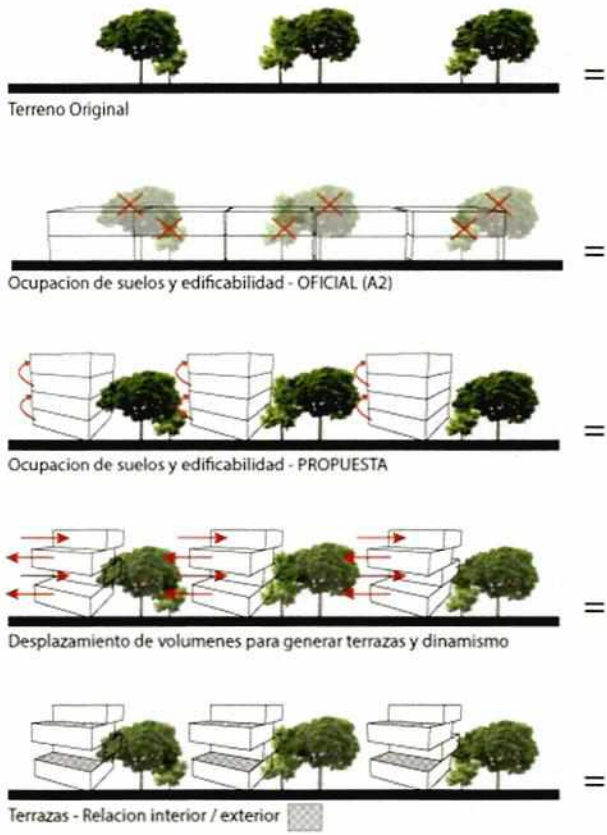 =
Terreno Original
=
Ocupacion de suelos y edificabilidad - OFICIAL (A2)
=
Ocupacion de suelos y edificabilidad - PROPUESTA
=
Desplazamiento de volumenes para generar terrazas y dinamismo
=
Terrazas - Relacion interior / exterior